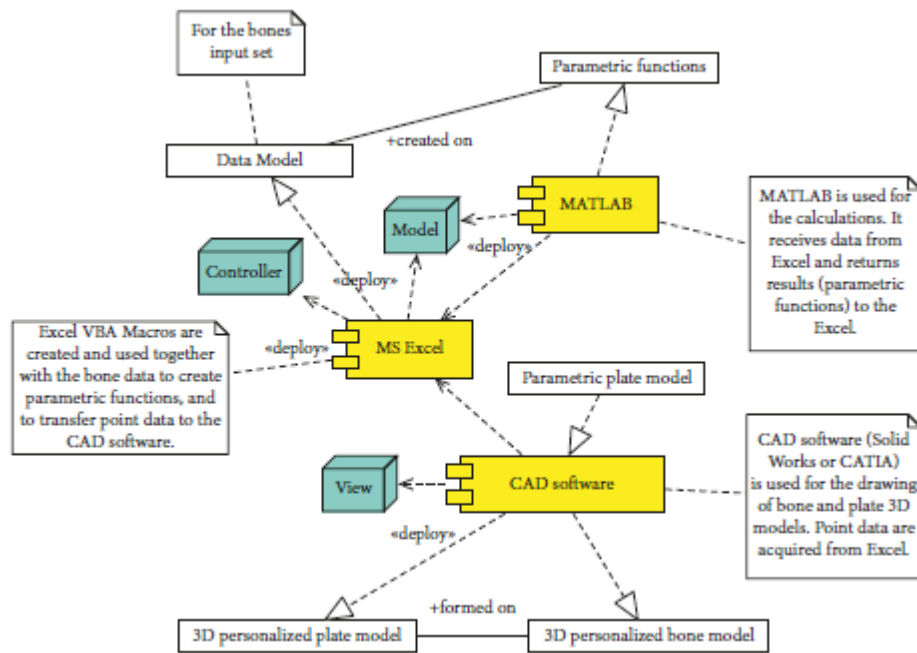 For the bones
input set
Parametric functions
+created on
Data Model
MATLAB
MATLAB is used for
the calculations. It
receives data from
Excel and returns
results (parametric
functions) to the
Excel.
Model
«deploy»
Controller
«deploy»
Excel VBA Macros are
created and used together
with the bone data to create
parametric functions, and
to transfer point data to the
CAD software.
«deploy»
MS Excel
Parametric plate model
CAD software (Solid
Works or CATIA)
is used for the drawing
of bone and plate 3D
models. Point data are
acquired from Excel.
View
CAD software
«deploy»
+formed on
3D personalized plate model
3D personalized bone model